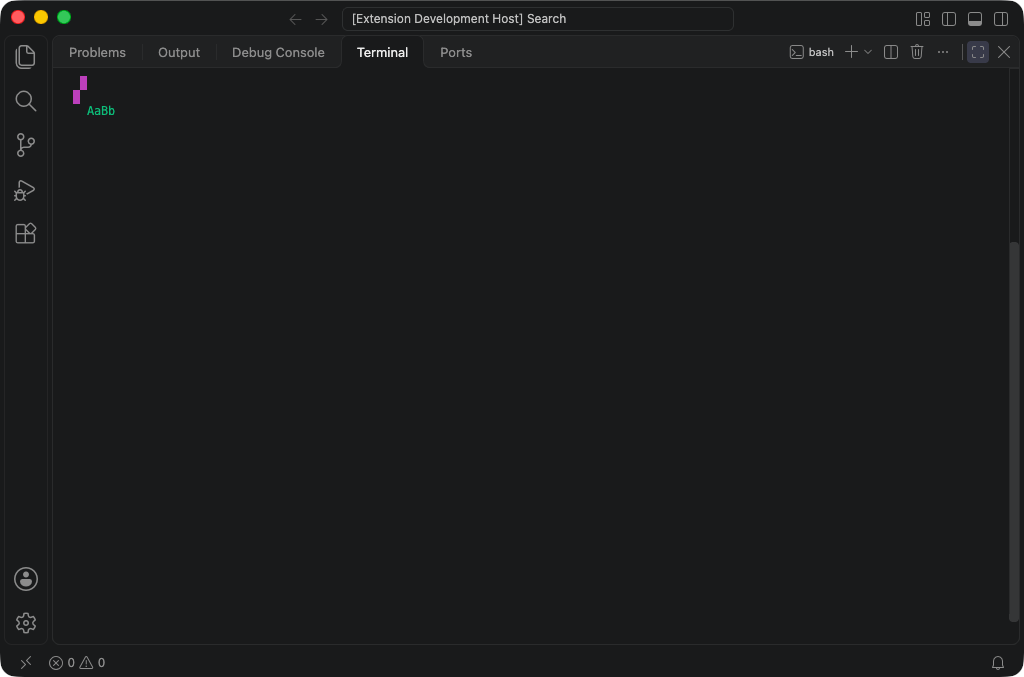 [Extension Development Host] Search
Problems Output Debug Console Terminal Ports bash
AaBb
0 0